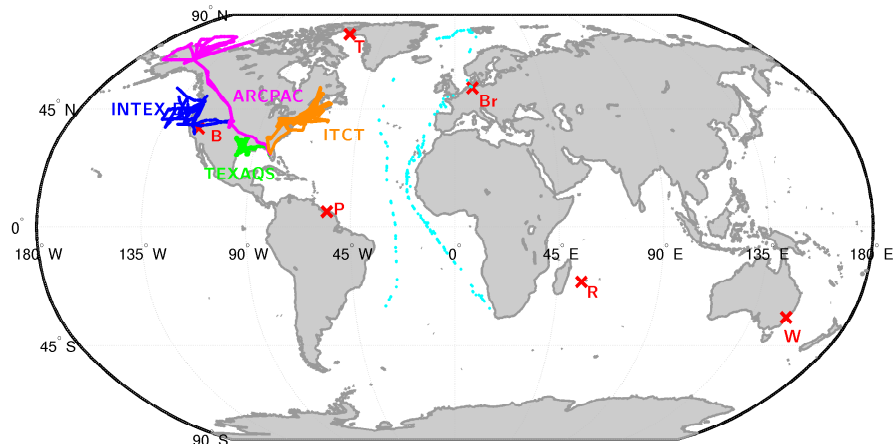 90° N
T
ARCPAC
Br
INTEX
45° N
B
ITCT
TEXAQS
P
0°
180° W
135° W
90° W
45° W
0°
45° E
90° E
135° E
180° E
R
W
45° S
90° S